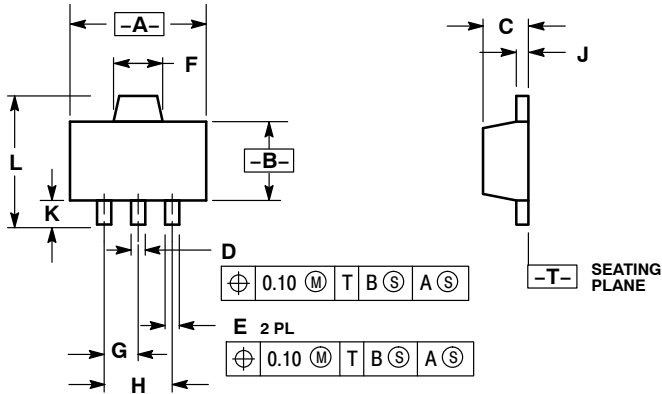 –A–
C
F
J
L
–B–
K
D
⌖ 0.10 Ⓜ T B Ⓢ A Ⓢ
–T–
SEATING
PLANE
E 2 PL
G
⌖ 0.10 Ⓜ T B Ⓢ A Ⓢ
H